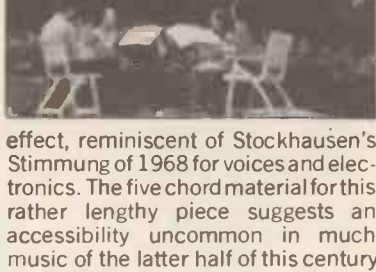 effect, reminiscent of Stockhausen's
Stimmung of 1968 for voices and elec-
tronics. The five chord material for this
rather lengthy piece suggests an
accessibility uncommon in much
music of the latter half of this century